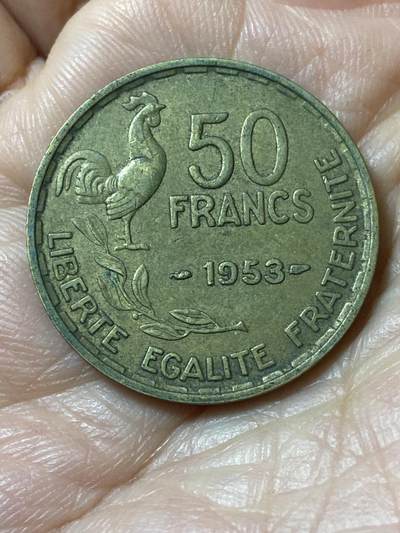 50
FRANCS
1953
LIBERTE EGALITE FRATERNITE